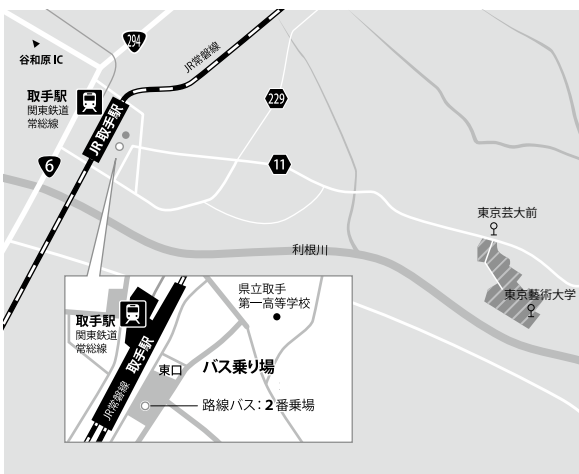 294
谷和原 IC
JR常磐線
取手駅
関東鉄道
常総線
JR 取手駅
229
6
11
東京芸大前
利根川
東京藝術大学
県立取手
第一高等学校
取手駅
関東鉄道
常総線
取手駅
JR常磐線
東口
バス乗り場
路線バス：2番乗場